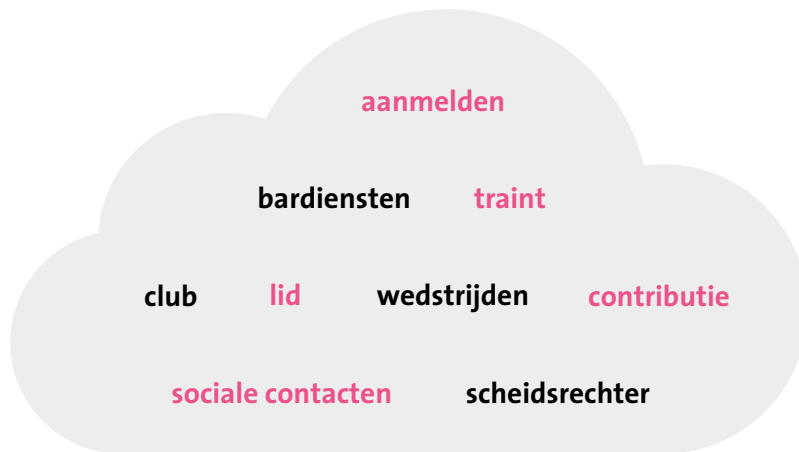 aanmelden
bardiensten traint
club lid wedstrijden contributie
sociale contacten scheidsrechter